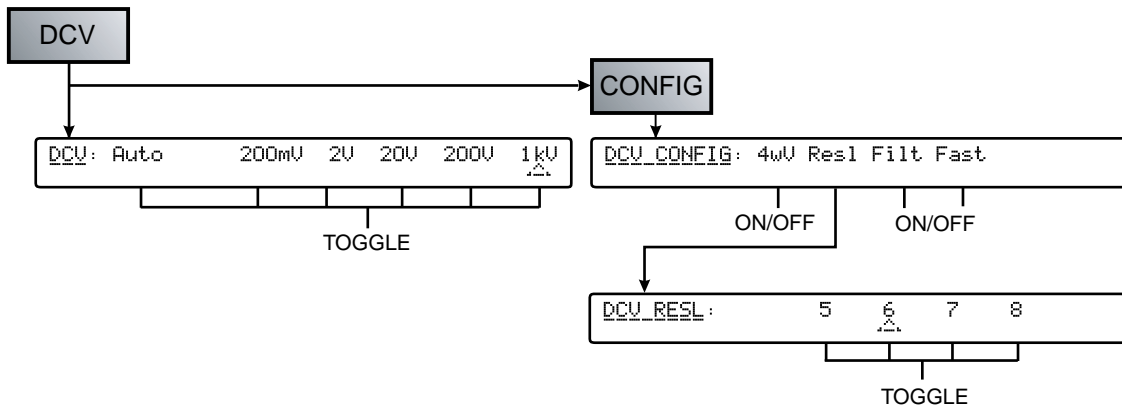 DCV
CONFIG
DCV: Auto 200mV 2V 20V 200V 1kV
TOGGLE
DCV CONFIG: 4wV Resl Filt Fast
ON/OFF ON/OFF
DCV RESL: 5 6 7 8
TOGGLE